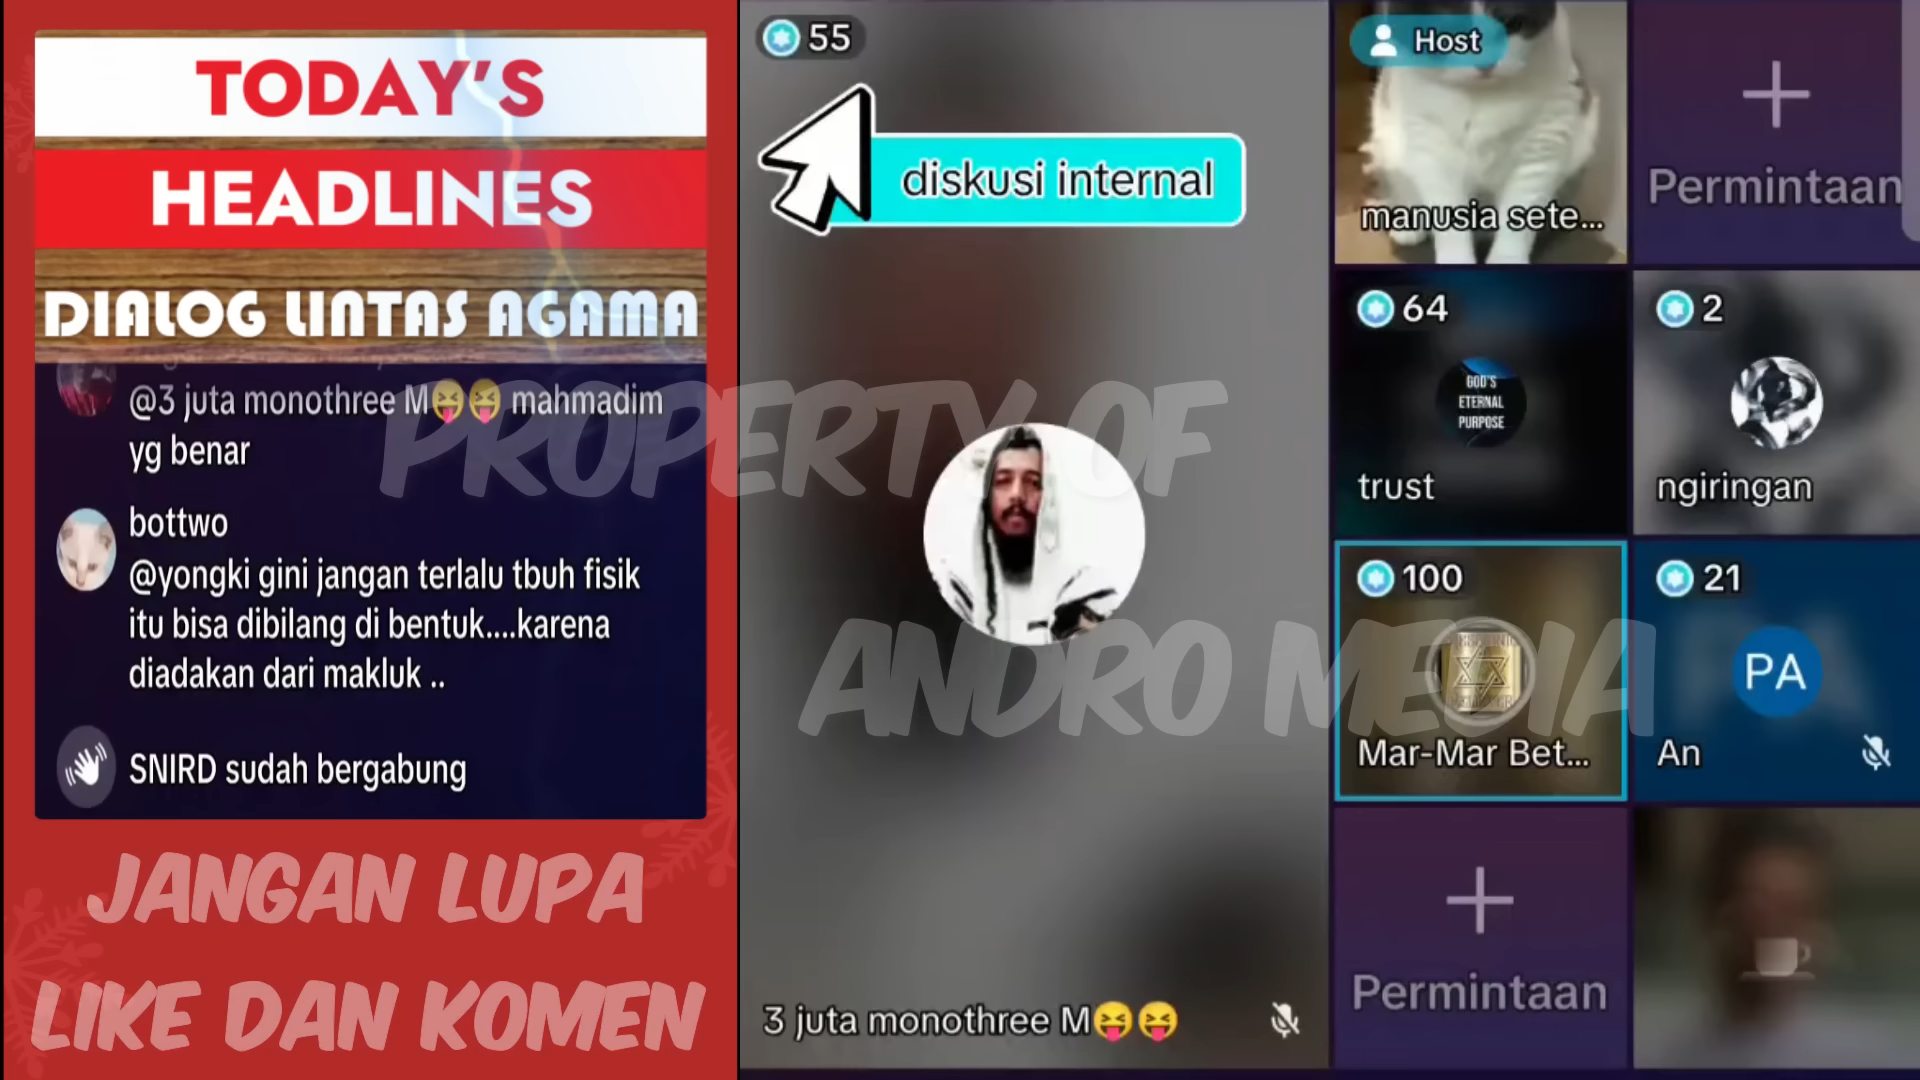 TODAY'S
HEADLINES
DIALOG LINTAS AGAMA
@3 juta monothree M😝😝 mahmadim
yg benar
bottwo
@yongki gini jangan terlalu tbuh fisik
itu bisa dibilang di bentuk....karena
diadakan dari makluk ..
SNIRD sudah bergabung
JANGAN LUPA
LIKE DAN KOMEN
PROPERTY OF
ANDRO MEDIA
55
diskusi internal
3 juta monothree M😝😝
Host
manusia sete...
Permintaan
64
GOD'S
ETERNAL
PURPOSE
trust
2
ngiringan
100
Mar-Mar Bet...
21
PA
An
Permintaan